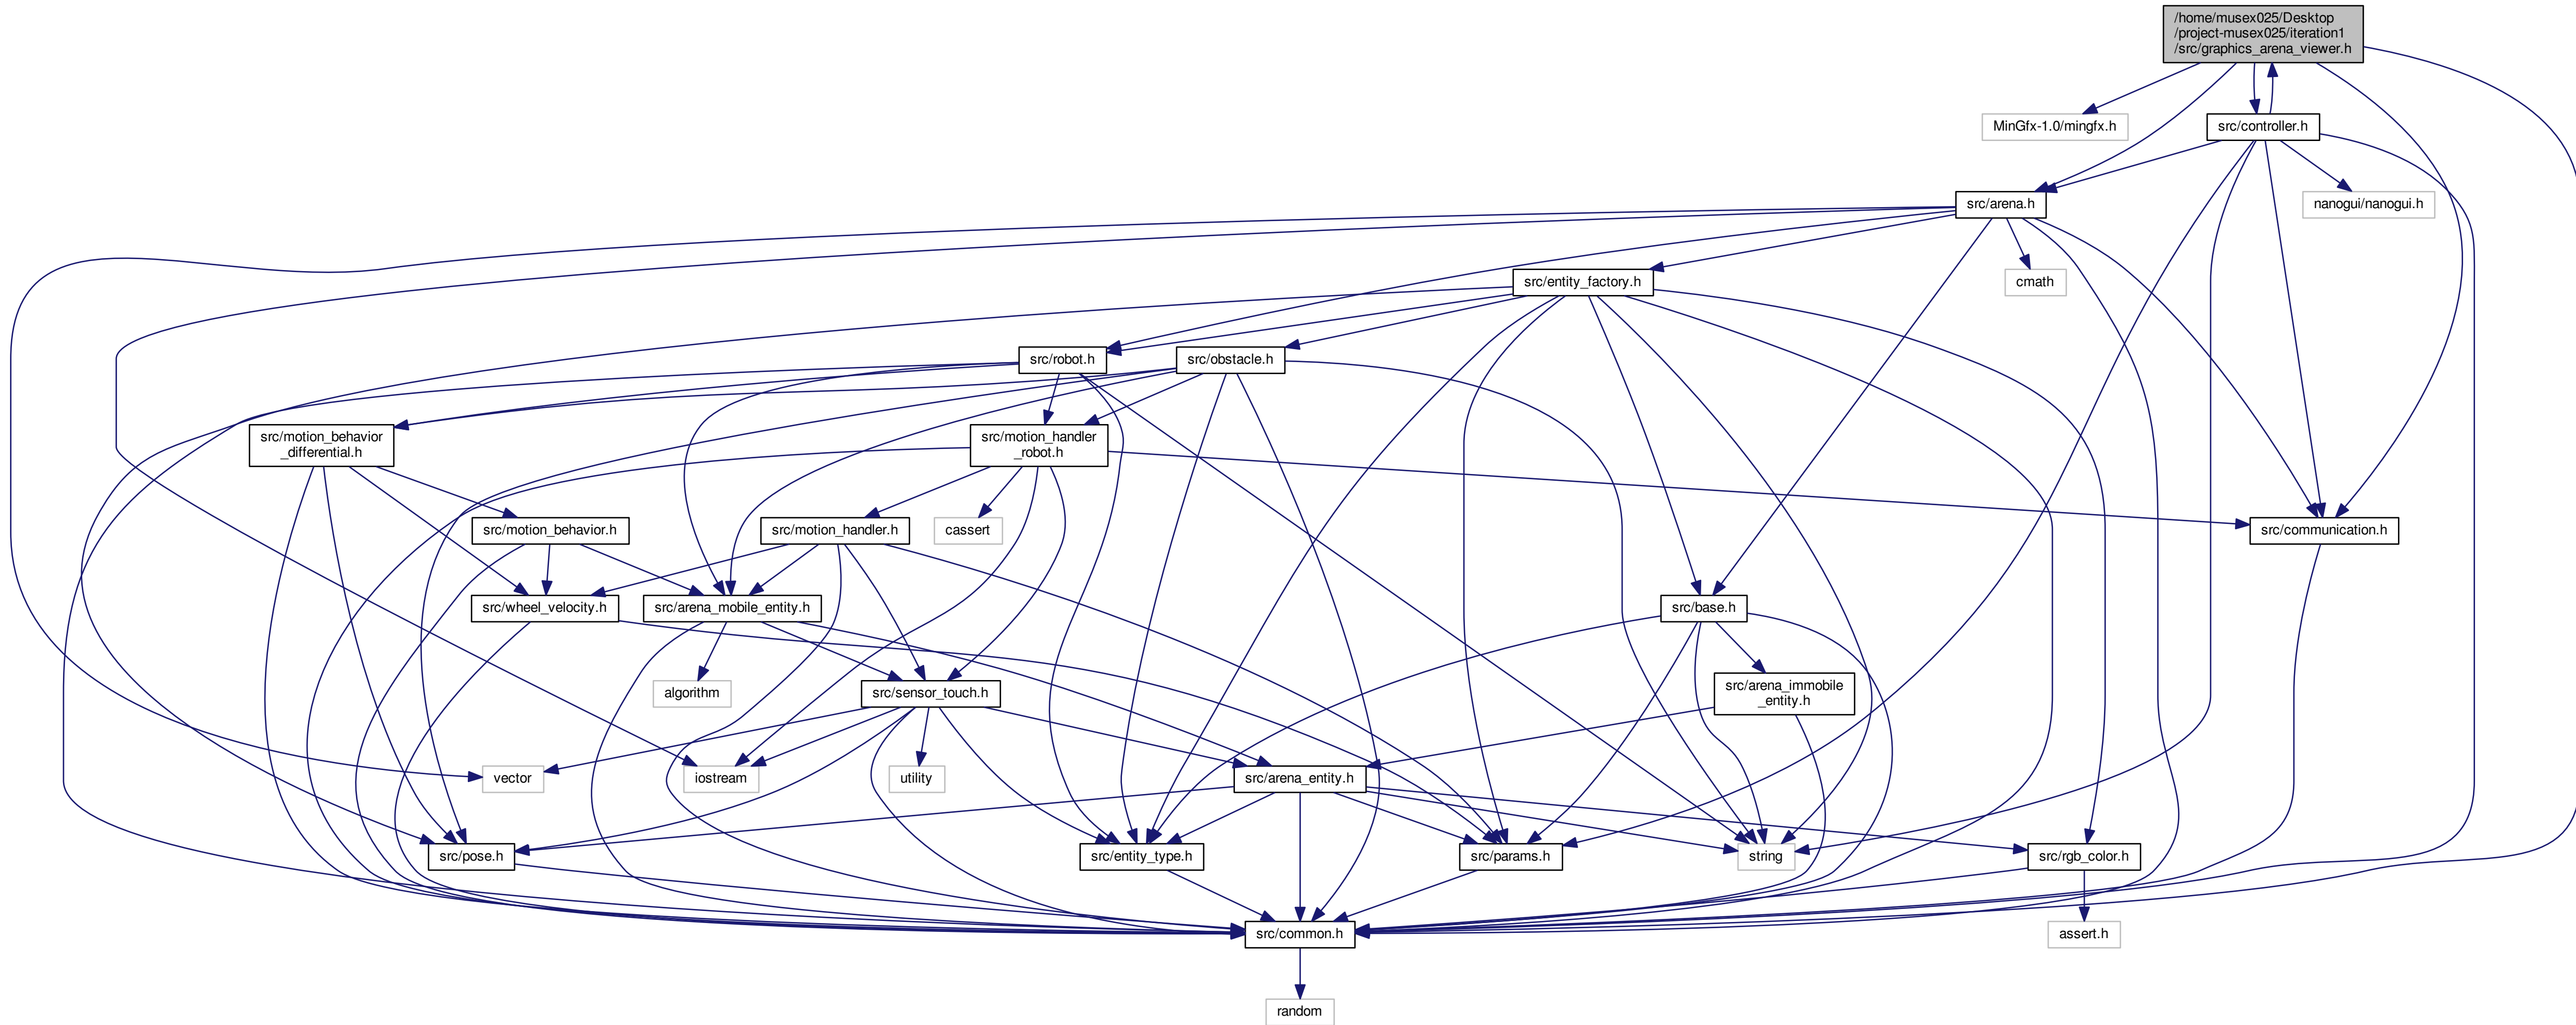 /home/musex025/Desktop
/project-musex025/iteration1
/src/graphics_arena_viewer.h
MinGfx-1.0/mingfx.h
src/controller.h
src/arena.h
nanogui/nanogui.h
src/entity_factory.h
cmath
src/robot.h
src/obstacle.h
src/motion_behavior
_differential.h
src/motion_handler
_robot.h
src/motion_behavior.h
src/motion_handler.h
cassert
src/communication.h
src/wheel_velocity.h
src/arena_mobile_entity.h
src/base.h
algorithm
src/sensor_touch.h
src/arena_immobile
_entity.h
vector
iostream
utility
src/arena_entity.h
src/pose.h
src/entity_type.h
src/params.h
string
src/rgb_color.h
src/common.h
assert.h
random